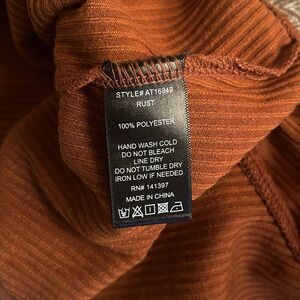 STYLE# AT16949
RUST
100% POLYESTER
HAND WASH COLD
DO NOT BLEACH
LINE DRY
DO NOT TUMBLE DRY
IRON LOW IF NEEDED
RN# 141397
MADE IN CHINA